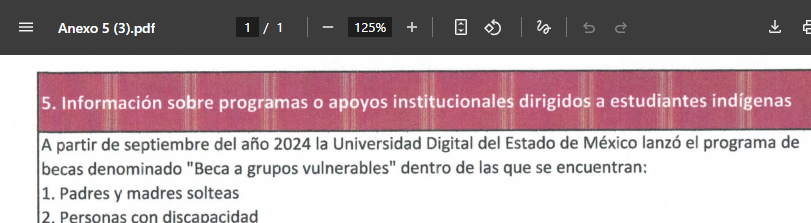 Anexo 5 (3).pdf 1 / 1 125%
5. Información sobre programas o apoyos institucionales dirigidos a estudiantes indígenas
A partir de septiembre del año 2024 la Universidad Digital del Estado de México lanzó el programa de
becas denominado "Beca a grupos vulnerables" dentro de las que se encuentran:
1. Padres y madres solteas
2. Personas con discapacidad